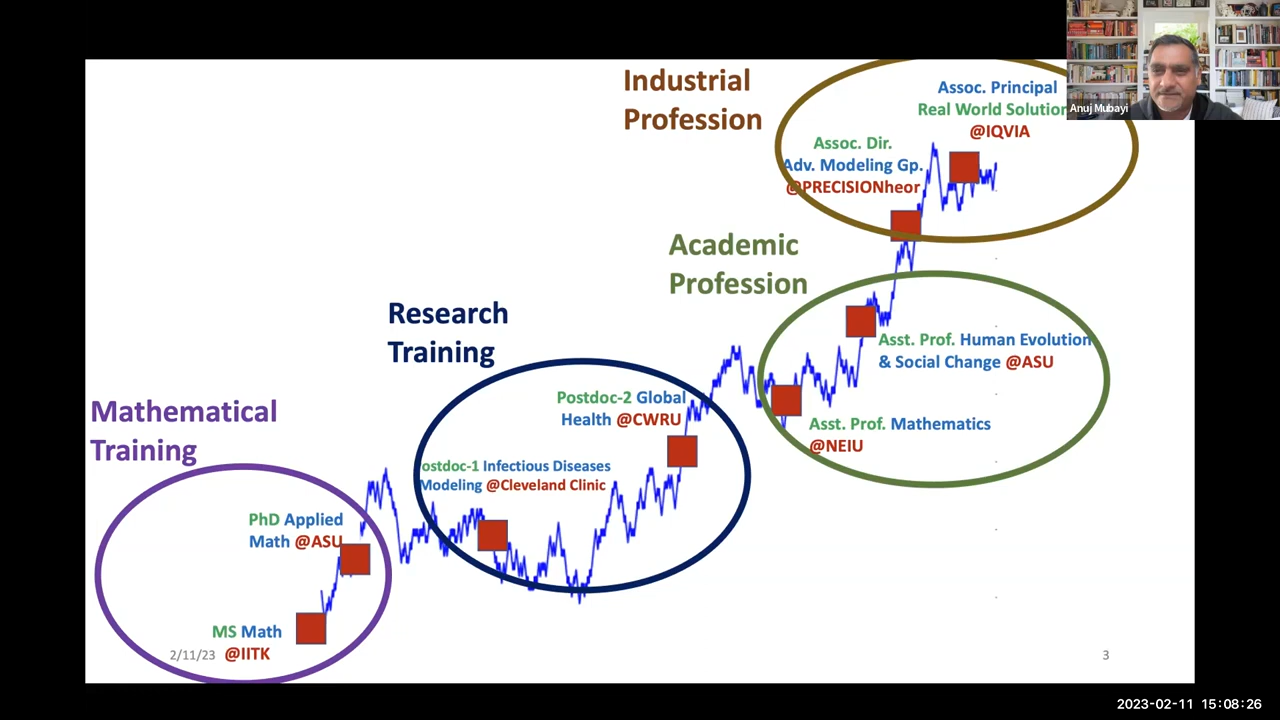 Industrial
Profession
Assoc. Principal
Real World Solution
@IQVIA
Anuj Mubayi
Assoc. Dir.
Adv. Modeling Gp.
@PRECISIONheor
Academic
Profession
Asst. Prof. Human Evolution
& Social Change @ASU
Asst. Prof. Mathematics
@NEIU
Research
Training
Postdoc-2 Global
Health @CWRU
ostdoc-1 Infectious Diseases
Modeling @Cleveland Clinic
Mathematical
Training
PhD Applied
Math @ASU
MS Math
@IITK
2/11/23
3
2023-02-11 15:08:26